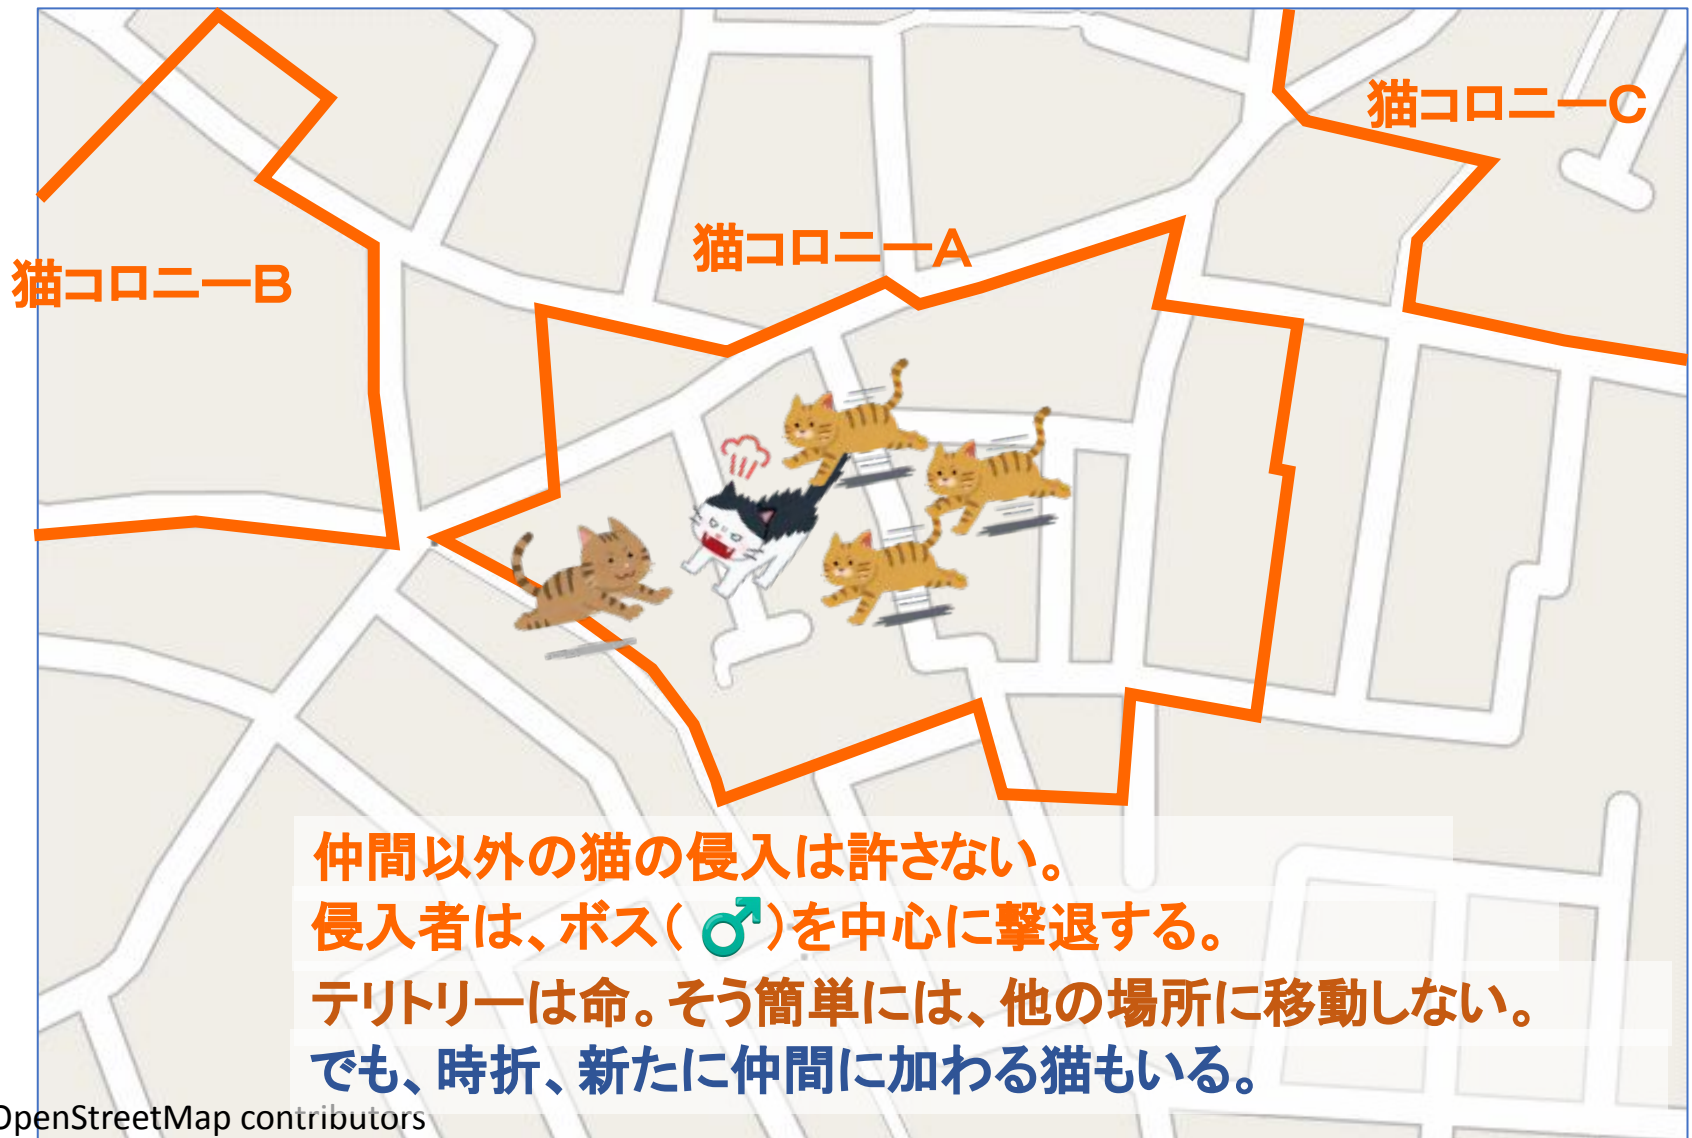 猫コロニーC
猫コロニーA
猫コロニーB
仲間以外の猫の侵入は許さない。
侵入者は、ボス( ♂)を中心に撃退する。
テリトリーは命。そう簡単には、他の場所に移動しない。
でも、時折、新たに仲間に加わる猫もいる。
OpenStreetMap contributors